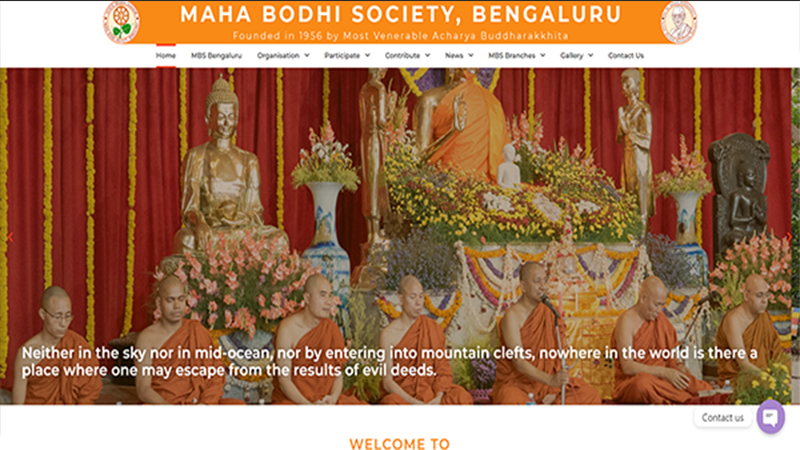 MAHA BODHI SOCIETY, BENGALURU
Founded in 1956 by Most Venerable Acharya Buddharakkhita
Home MBS Bengaluru Organisation Participate Contribute News MBS Branches Gallery Contact Us
Neither in the sky nor in mid-ocean, nor by entering into mountain clefts, nowhere in the world is there a
place where one may escape from the results of evil deeds.
Contact us
WELCOME TO